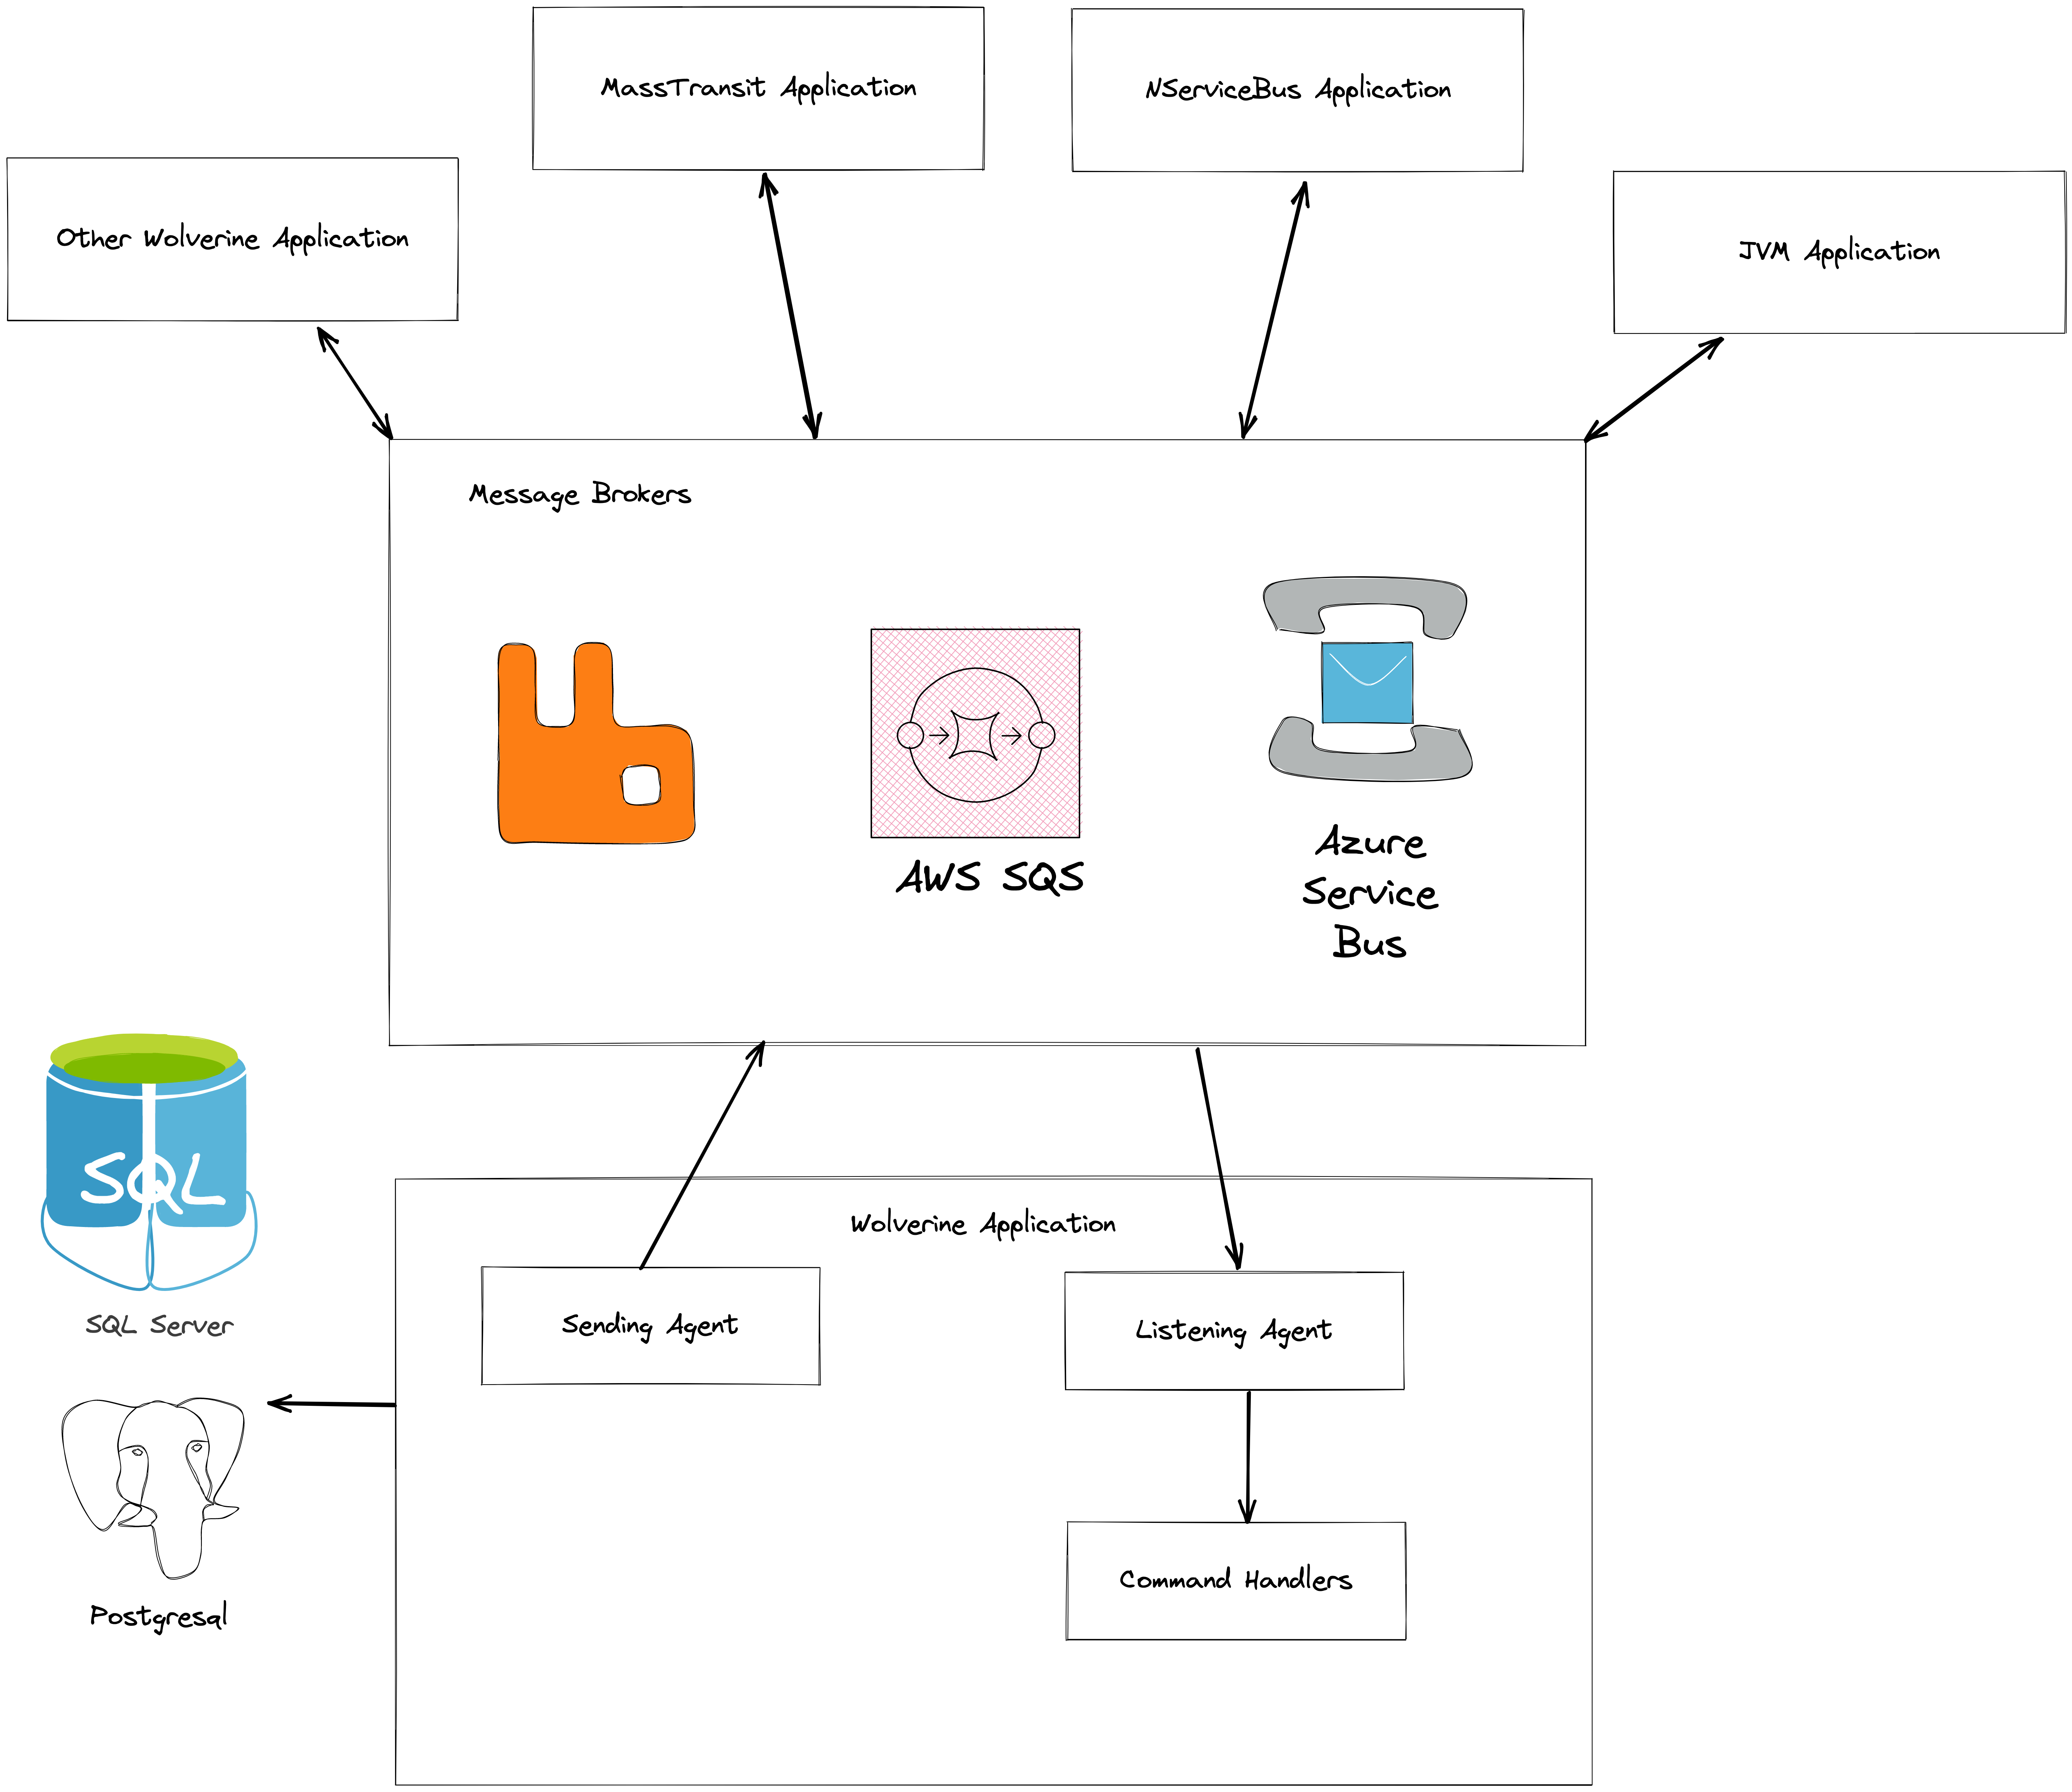 MassTransit Application
NServiceBus Application
Other Wolverine Application
JVM Application
Message Brokers
AWS SQS
Azure
Service
Bus
SQL
SQL Server
Postgresql
Wolverine Application
Sending Agent
Listening Agent
Command Handlers